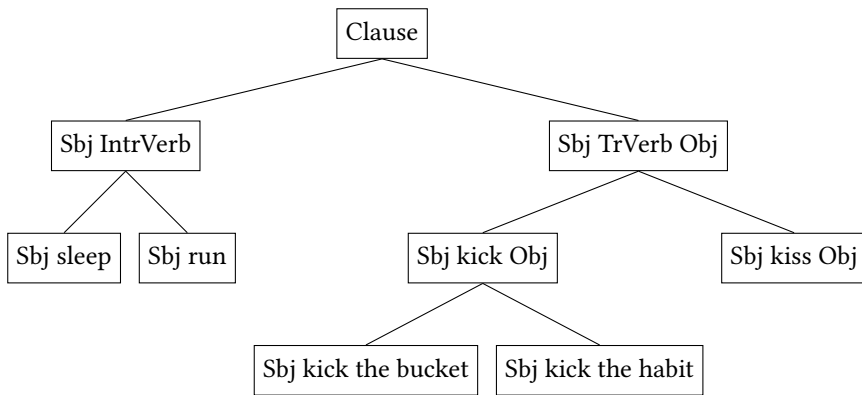 Clause
Sbj IntrVerb
Sbj TrVerb Obj
Sbj sleep
Sbj run
Sbj kick Obj
Sbj kiss Obj
Sbj kick the bucket
Sbj kick the habit